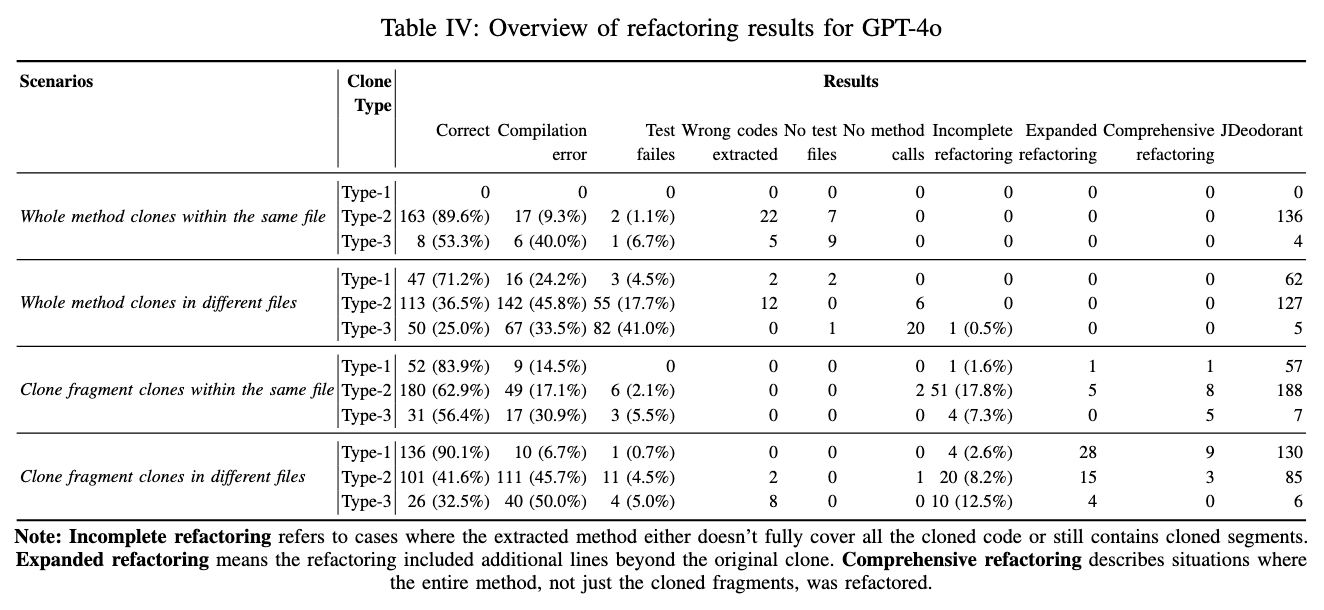 Table IV: Overview of refactoring results for GPT-4o
Scenarios Clone Type Results
Correct Compilation error Test failes Wrong codes extracted No test files No method calls Incomplete refactoring Expanded refactoring Comprehensive refactoring JDeodorant
Whole method clones within the same file
Type-1 0 0 0 0 0 0 0 0 0 0
Type-2 163 (89.6%) 17 (9.3%) 2 (1.1%) 22 7 0 0 0 0 136
Type-3 8 (53.3%) 6 (40.0%) 1 (6.7%) 5 9 0 0 0 0 4
Whole method clones in different files
Type-1 47 (71.2%) 16 (24.2%) 3 (4.5%) 2 2 0 0 0 0 62
Type-2 113 (36.5%) 142 (45.8%) 55 (17.7%) 12 0 6 0 0 0 127
Type-3 50 (25.0%) 67 (33.5%) 82 (41.0%) 0 1 20 1 (0.5%) 0 0 5
Clone fragment clones within the same file
Type-1 52 (83.9%) 9 (14.5%) 0 0 0 0 1 (1.6%) 1 1 57
Type-2 180 (62.9%) 49 (17.1%) 6 (2.1%) 0 0 2 51 (17.8%) 5 8 188
Type-3 31 (56.4%) 17 (30.9%) 3 (5.5%) 0 0 0 4 (7.3%) 0 5 7
Clone fragment clones in different files
Type-1 136 (90.1%) 10 (6.7%) 1 (0.7%) 0 0 0 4 (2.6%) 28 9 130
Type-2 101 (41.6%) 111 (45.7%) 11 (4.5%) 2 0 1 20 (8.2%) 15 3 85
Type-3 26 (32.5%) 40 (50.0%) 4 (5.0%) 8 0 0 10 (12.5%) 4 0 6
Note: Incomplete refactoring refers to cases where the extracted method either doesn't fully cover all the cloned code or still contains cloned segments.
Expanded refactoring means the refactoring included additional lines beyond the original clone. Comprehensive refactoring describes situations where
the entire method, not just the cloned fragments, was refactored.